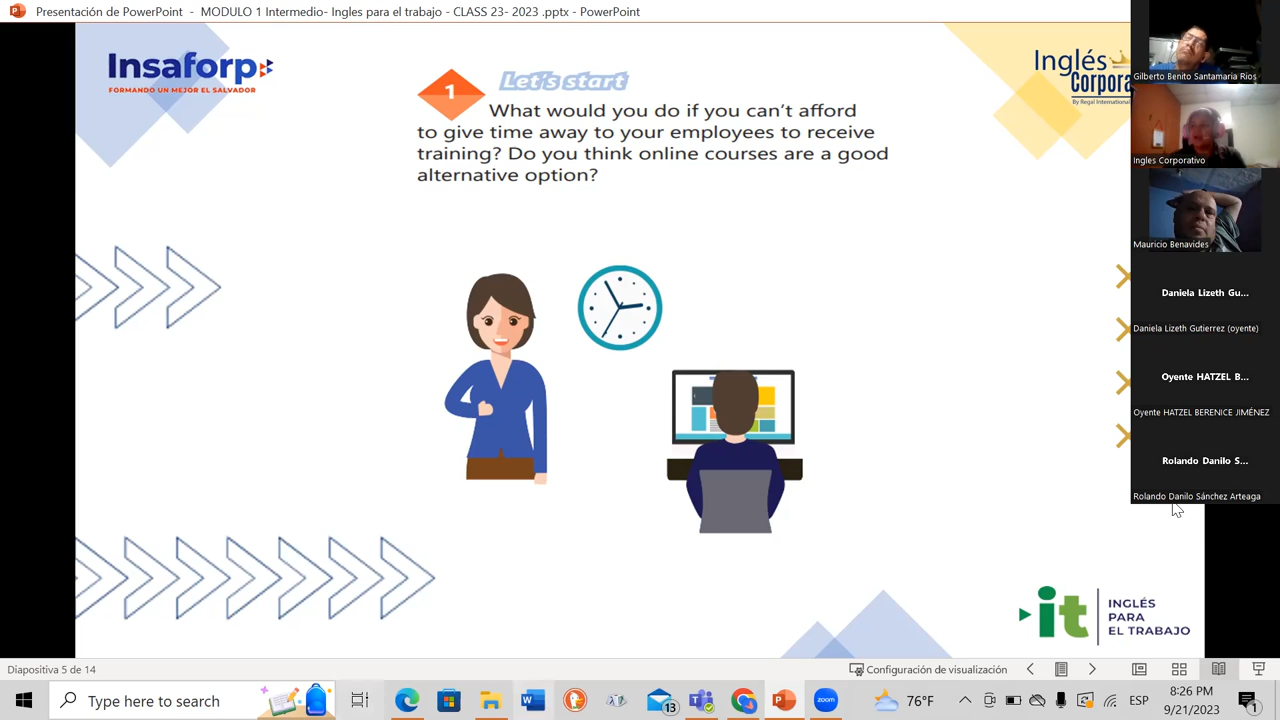 Presentación de PowerPoint - MODULO 1 Intermedio- Ingles para el trabajo - CLASS 23- 2023 .pptx - PowerPoint
Insaforp
FORMANDO UN MEJOR EL SALVADOR
1
Let's start
What would you do if you can't afford
to give time away to your employees to receive
training? Do you think online courses are a good
alternative option?
Inglés
Corpora
By Regal International
Gilberto Benito Santamaria Rios
Ingles Corporativo
Mauricio Benavides
Daniela Lizeth Gu...
Daniela Lizeth Gutierrez (oyente)
Oyente HATZEL B...
Oyente HATZEL BERENICE JIMÉNEZ
Rolando Danilo S...
Rolando Danilo Sánchez Arteaga
it
INGLÉS
PARA
EL TRABAJO
Diapositiva 5 de 14
Configuración de visualización
Type here to search
13
zoom
76°F
ESP
8:26 PM
9/21/2023
1